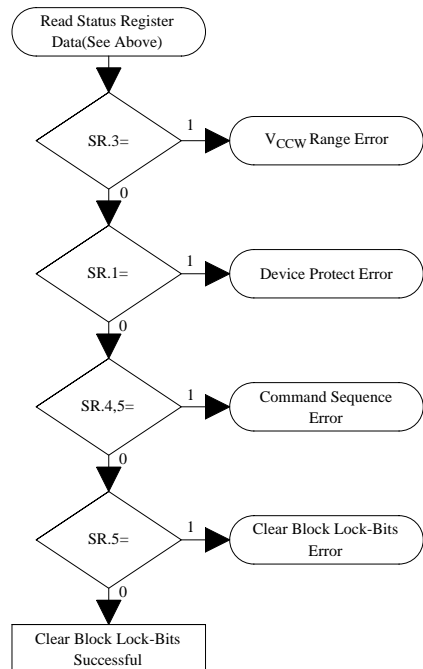 Read Status Register
Data(See Above)
SR.3=
1
VCCW Range Error
0
SR.1=
1
Device Protect Error
0
SR.4,5=
1
Command Sequence
Error
0
SR.5=
1
Clear Block Lock-Bits
Error
0
Clear Block Lock-Bits
Successful